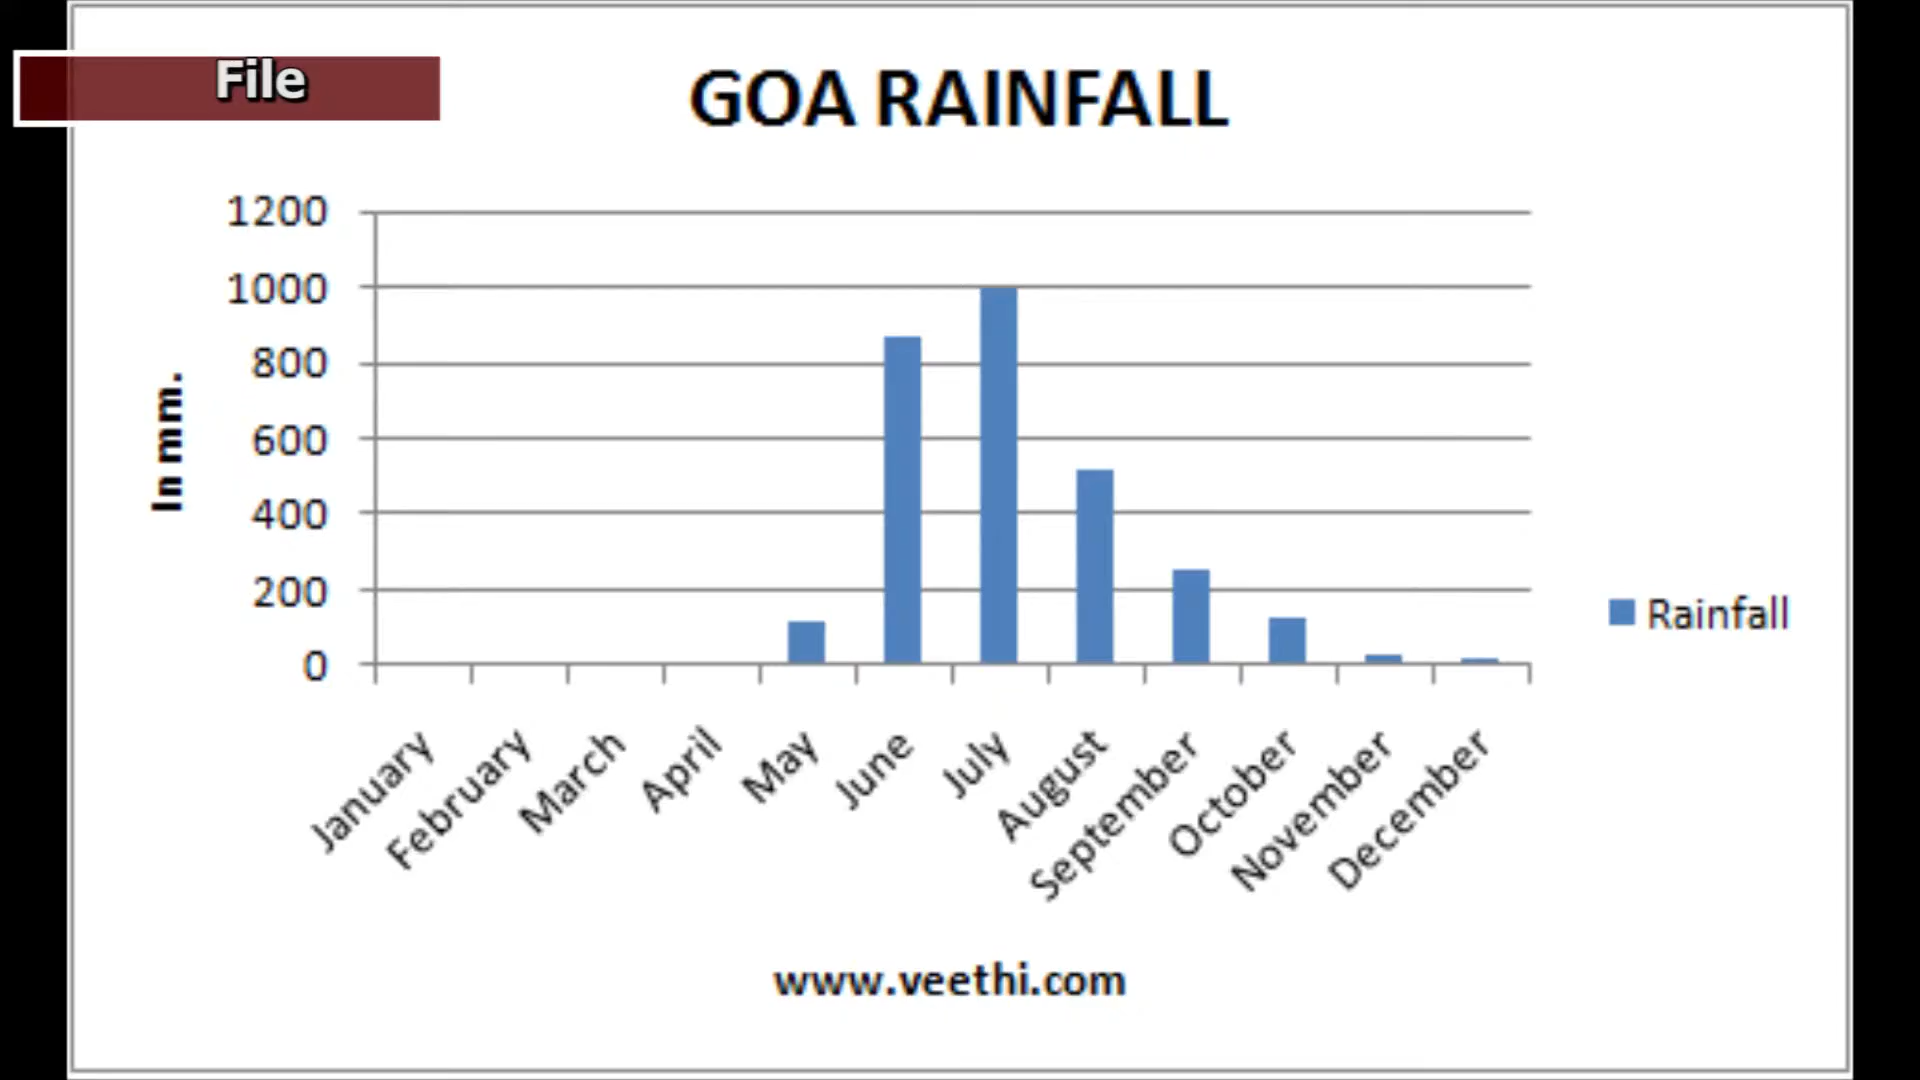 File
GOA RAINFALL
1200
1000
800
600
400
200
0
In mm.
January
February
March
April
May
June
July
August
September
October
November
December
Rainfall
www.veethi.com